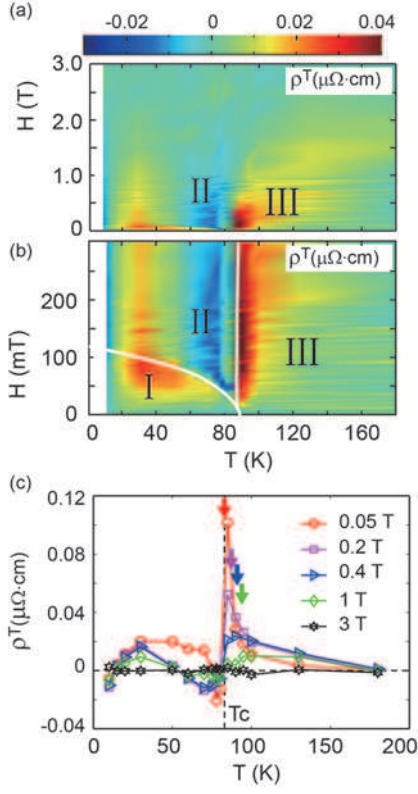 (a)
-0.02 0 0.02 0.04
ρᵀ(μΩ·cm)
H (T)
3.0
2.0
1.0
0
II
III
(b)
ρᵀ(μΩ·cm)
H (mT)
200
100
0
I
II
III
40 80 120 160
T (K)
(c)
ρᵀ(μΩ·cm)
0.12
0.08
0.04
0
-0.04
0.05 T
0.2 T
0.4 T
1 T
3 T
Tc
0 50 100 150 200
T (K)